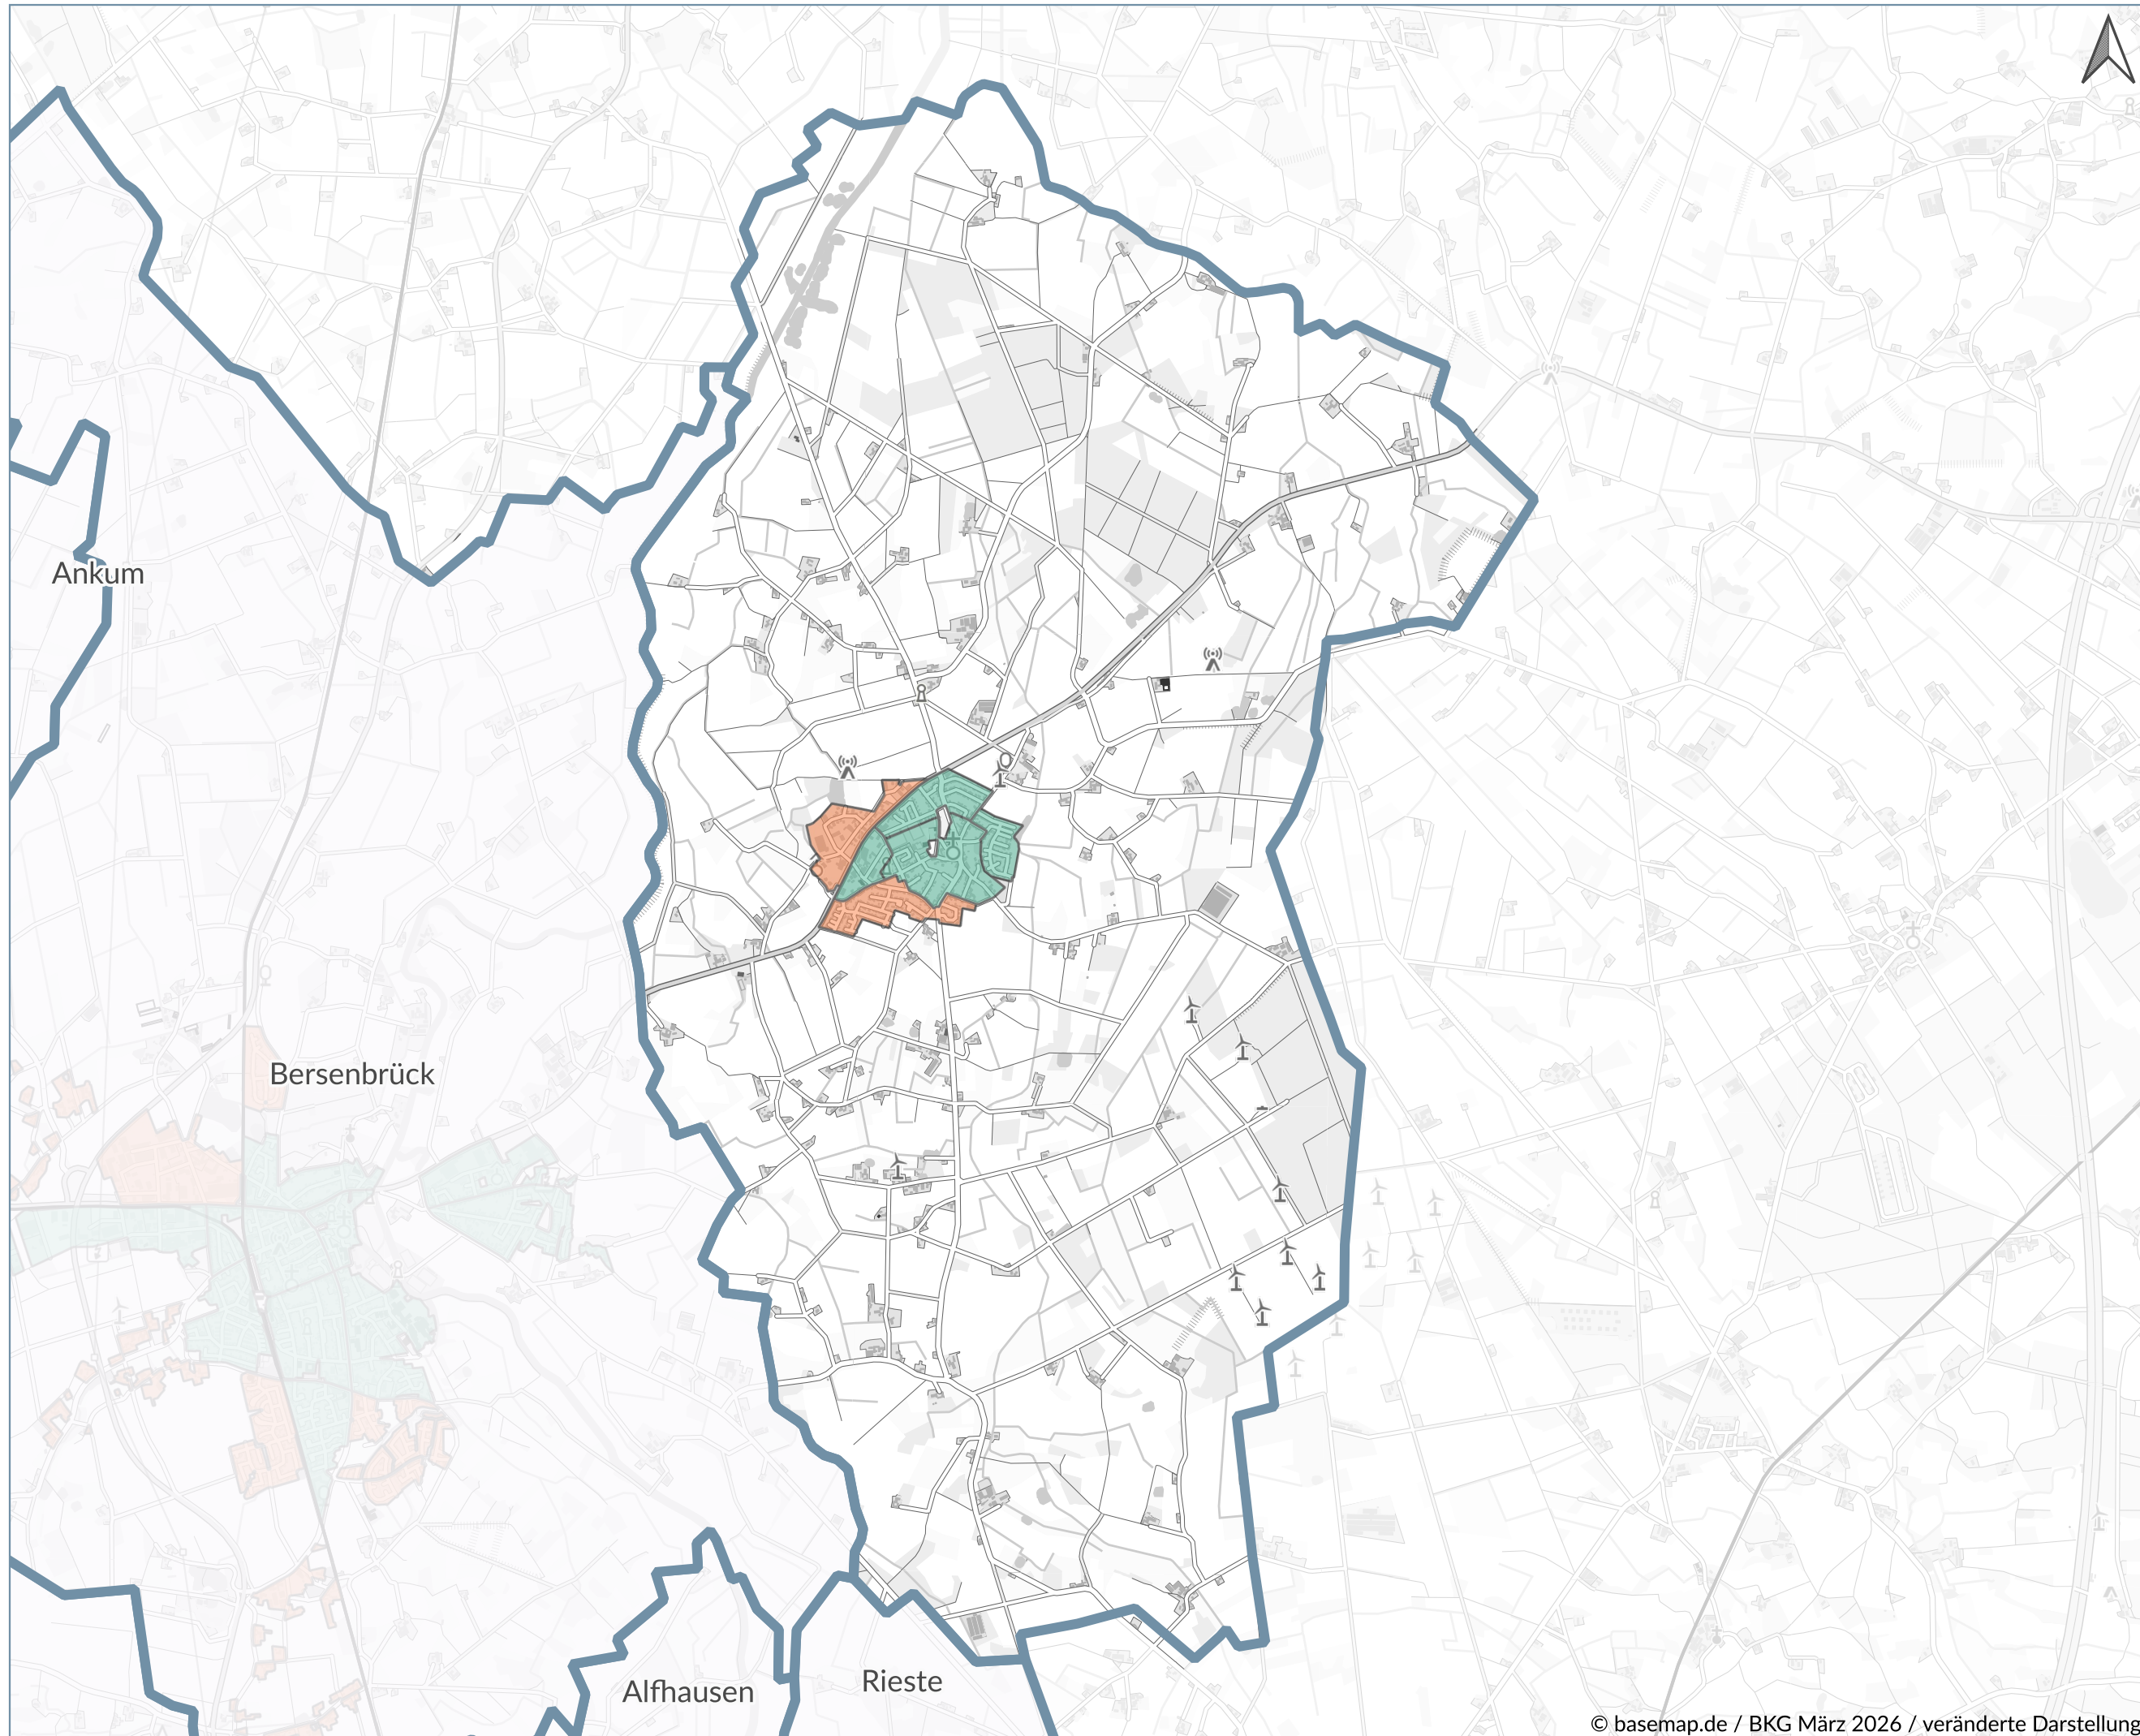 Ankum
Bersenbrück
Rieste
Alfhausen
© basemap.de / BKG März 2026 / veränderte Darstellung